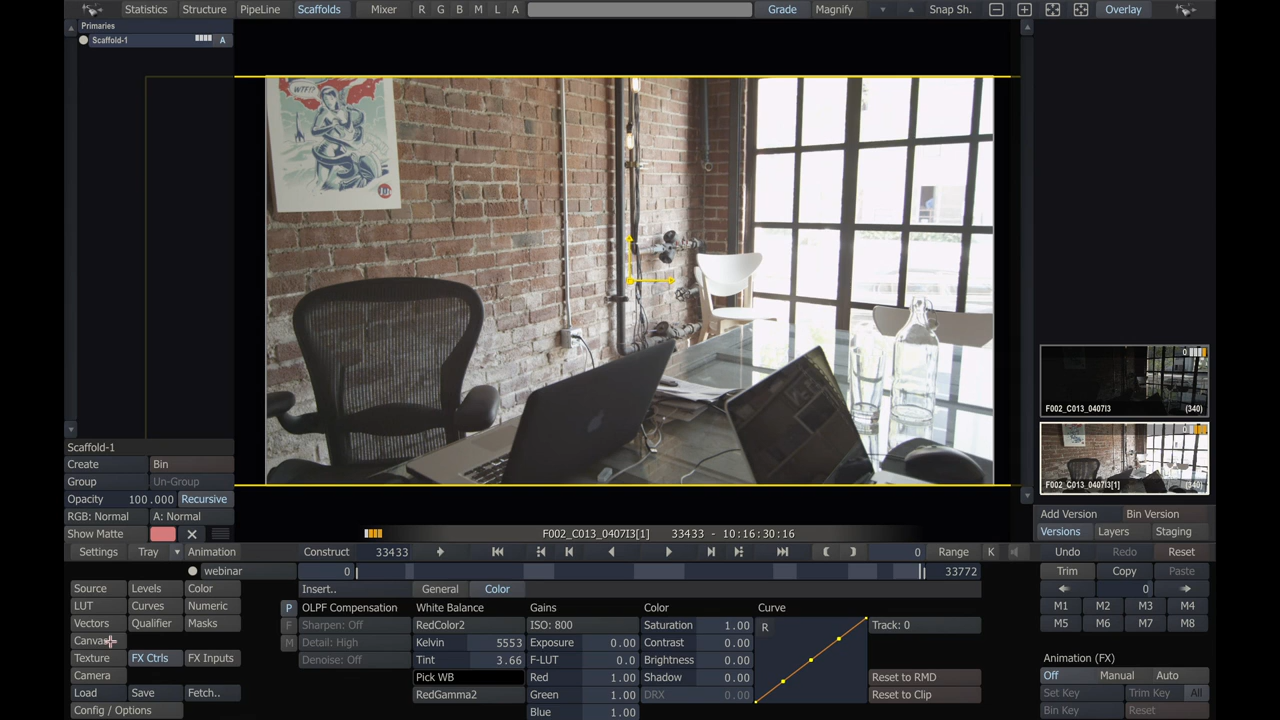 Statistics Structure PipeLine Scaffolds Mixer R G B M L A Grade Magnify Snap Sh. Overlay
Primaries
Scaffold-1 A
WTF!?
0
F002_C013_0407I3 (340)
0
F002_C013_0407I3[1] (340)
Scaffold-1
Create Bin
Group Un-Group
Opacity 100.000 Recursive
RGB: Normal A: Normal
Show Matte
F002_C013_0407I3[1] 33433 - 10:16:30:16
Add Version Bin Version
Versions Layers Staging
Settings Tray Animation Construct 33433 0 Range K Undo Redo Reset
webinar 0 33772 Trim Copy Paste
Source Levels Color Insert.. General Color 0
LUT Curves Numeric P OLPF Compensation White Balance Gains Color Curve M1 M2 M3 M4
Vectors Qualifier Masks F Sharpen: Off RedColor2 ISO: 800 Saturation 1.00 R Track: 0 M5 M6 M7 M8
Canvas M Detail: High Kelvin 5553 Exposure 0.00 Contrast 0.00
Texture FX Ctrls FX Inputs Denoise: Off Tint 3.66 F-LUT 0.0 Brightness 0.00 Animation (FX)
Camera Pick WB Red 1.00 Shadow 0.00 Reset to RMD Off Manual Auto
Load Save Fetch.. RedGamma2 Green 1.00 DRX 0.00 Reset to Clip Set Key Trim Key All
Config / Options Blue 1.00 Bin Key Reset